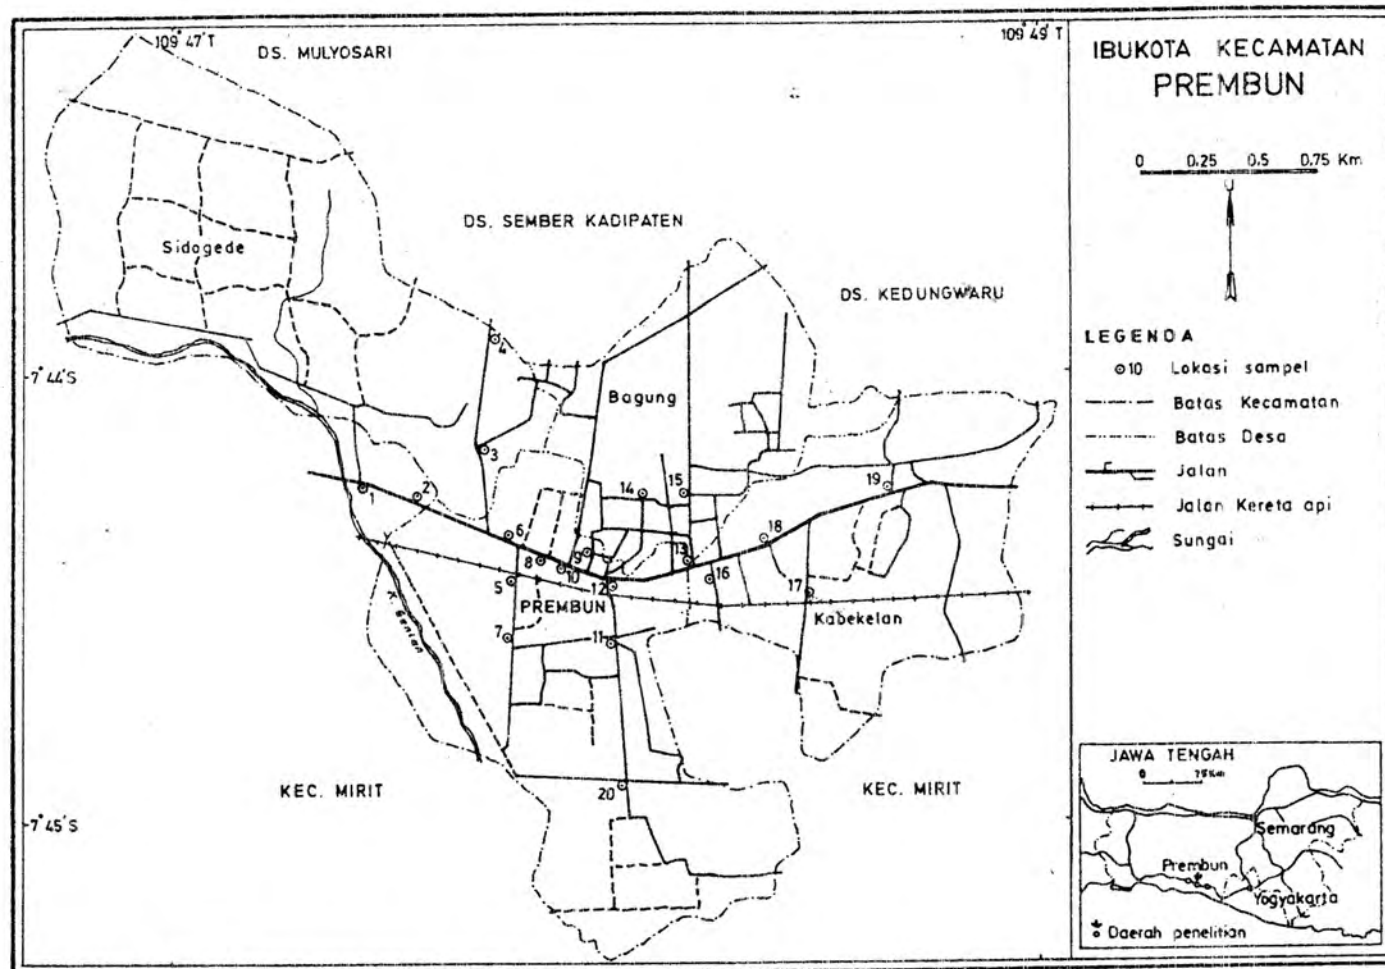 109° 47' T
109° 49' T
DS. MULYOSARI
DS. SEMBER KADIPATEN
DS. KEDUNGWARU
Sidogede
7° 44' S
Bagung
4
3
1
2
6
8
9
10
5
7
12
11
14
15
13
16
18
19
17
20
PREMBUN
Kabekelan
KEC. MIRIT
KEC. MIRIT
7° 45' S
IBUKOTA KECAMATAN
PREMBUN
0 0.25 0.5 0.75 Km
U
LEGENDA
10 Lokasi sampel
Batas Kecamatan
Batas Desa
Jalan
Jalan Kereta api
Sungai
JAWA TENGAH
Semarang
Prembun
Yogyakarta
Daerah penelitian